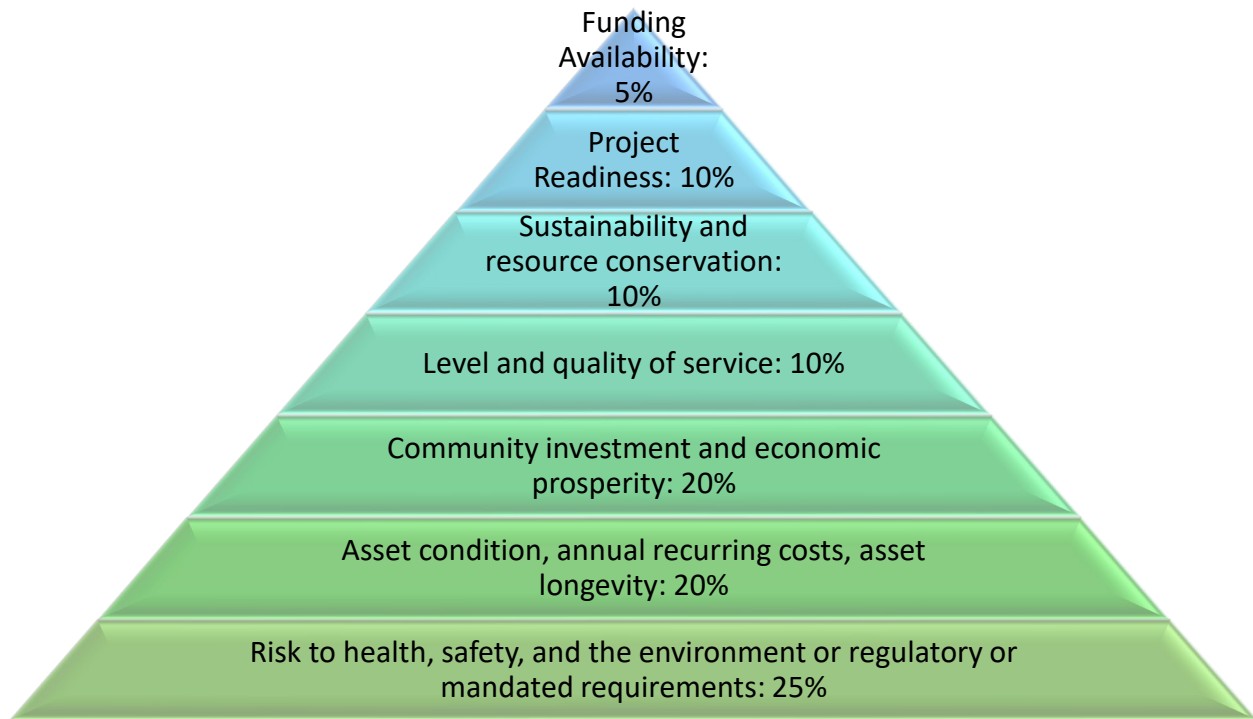 Funding
Availability:
5%
Project
Readiness: 10%
Sustainability and
resource conservation:
10%
Level and quality of service: 10%
Community investment and economic
prosperity: 20%
Asset condition, annual recurring costs, asset
longevity: 20%
Risk to health, safety, and the environment or regulatory or
mandated requirements: 25%